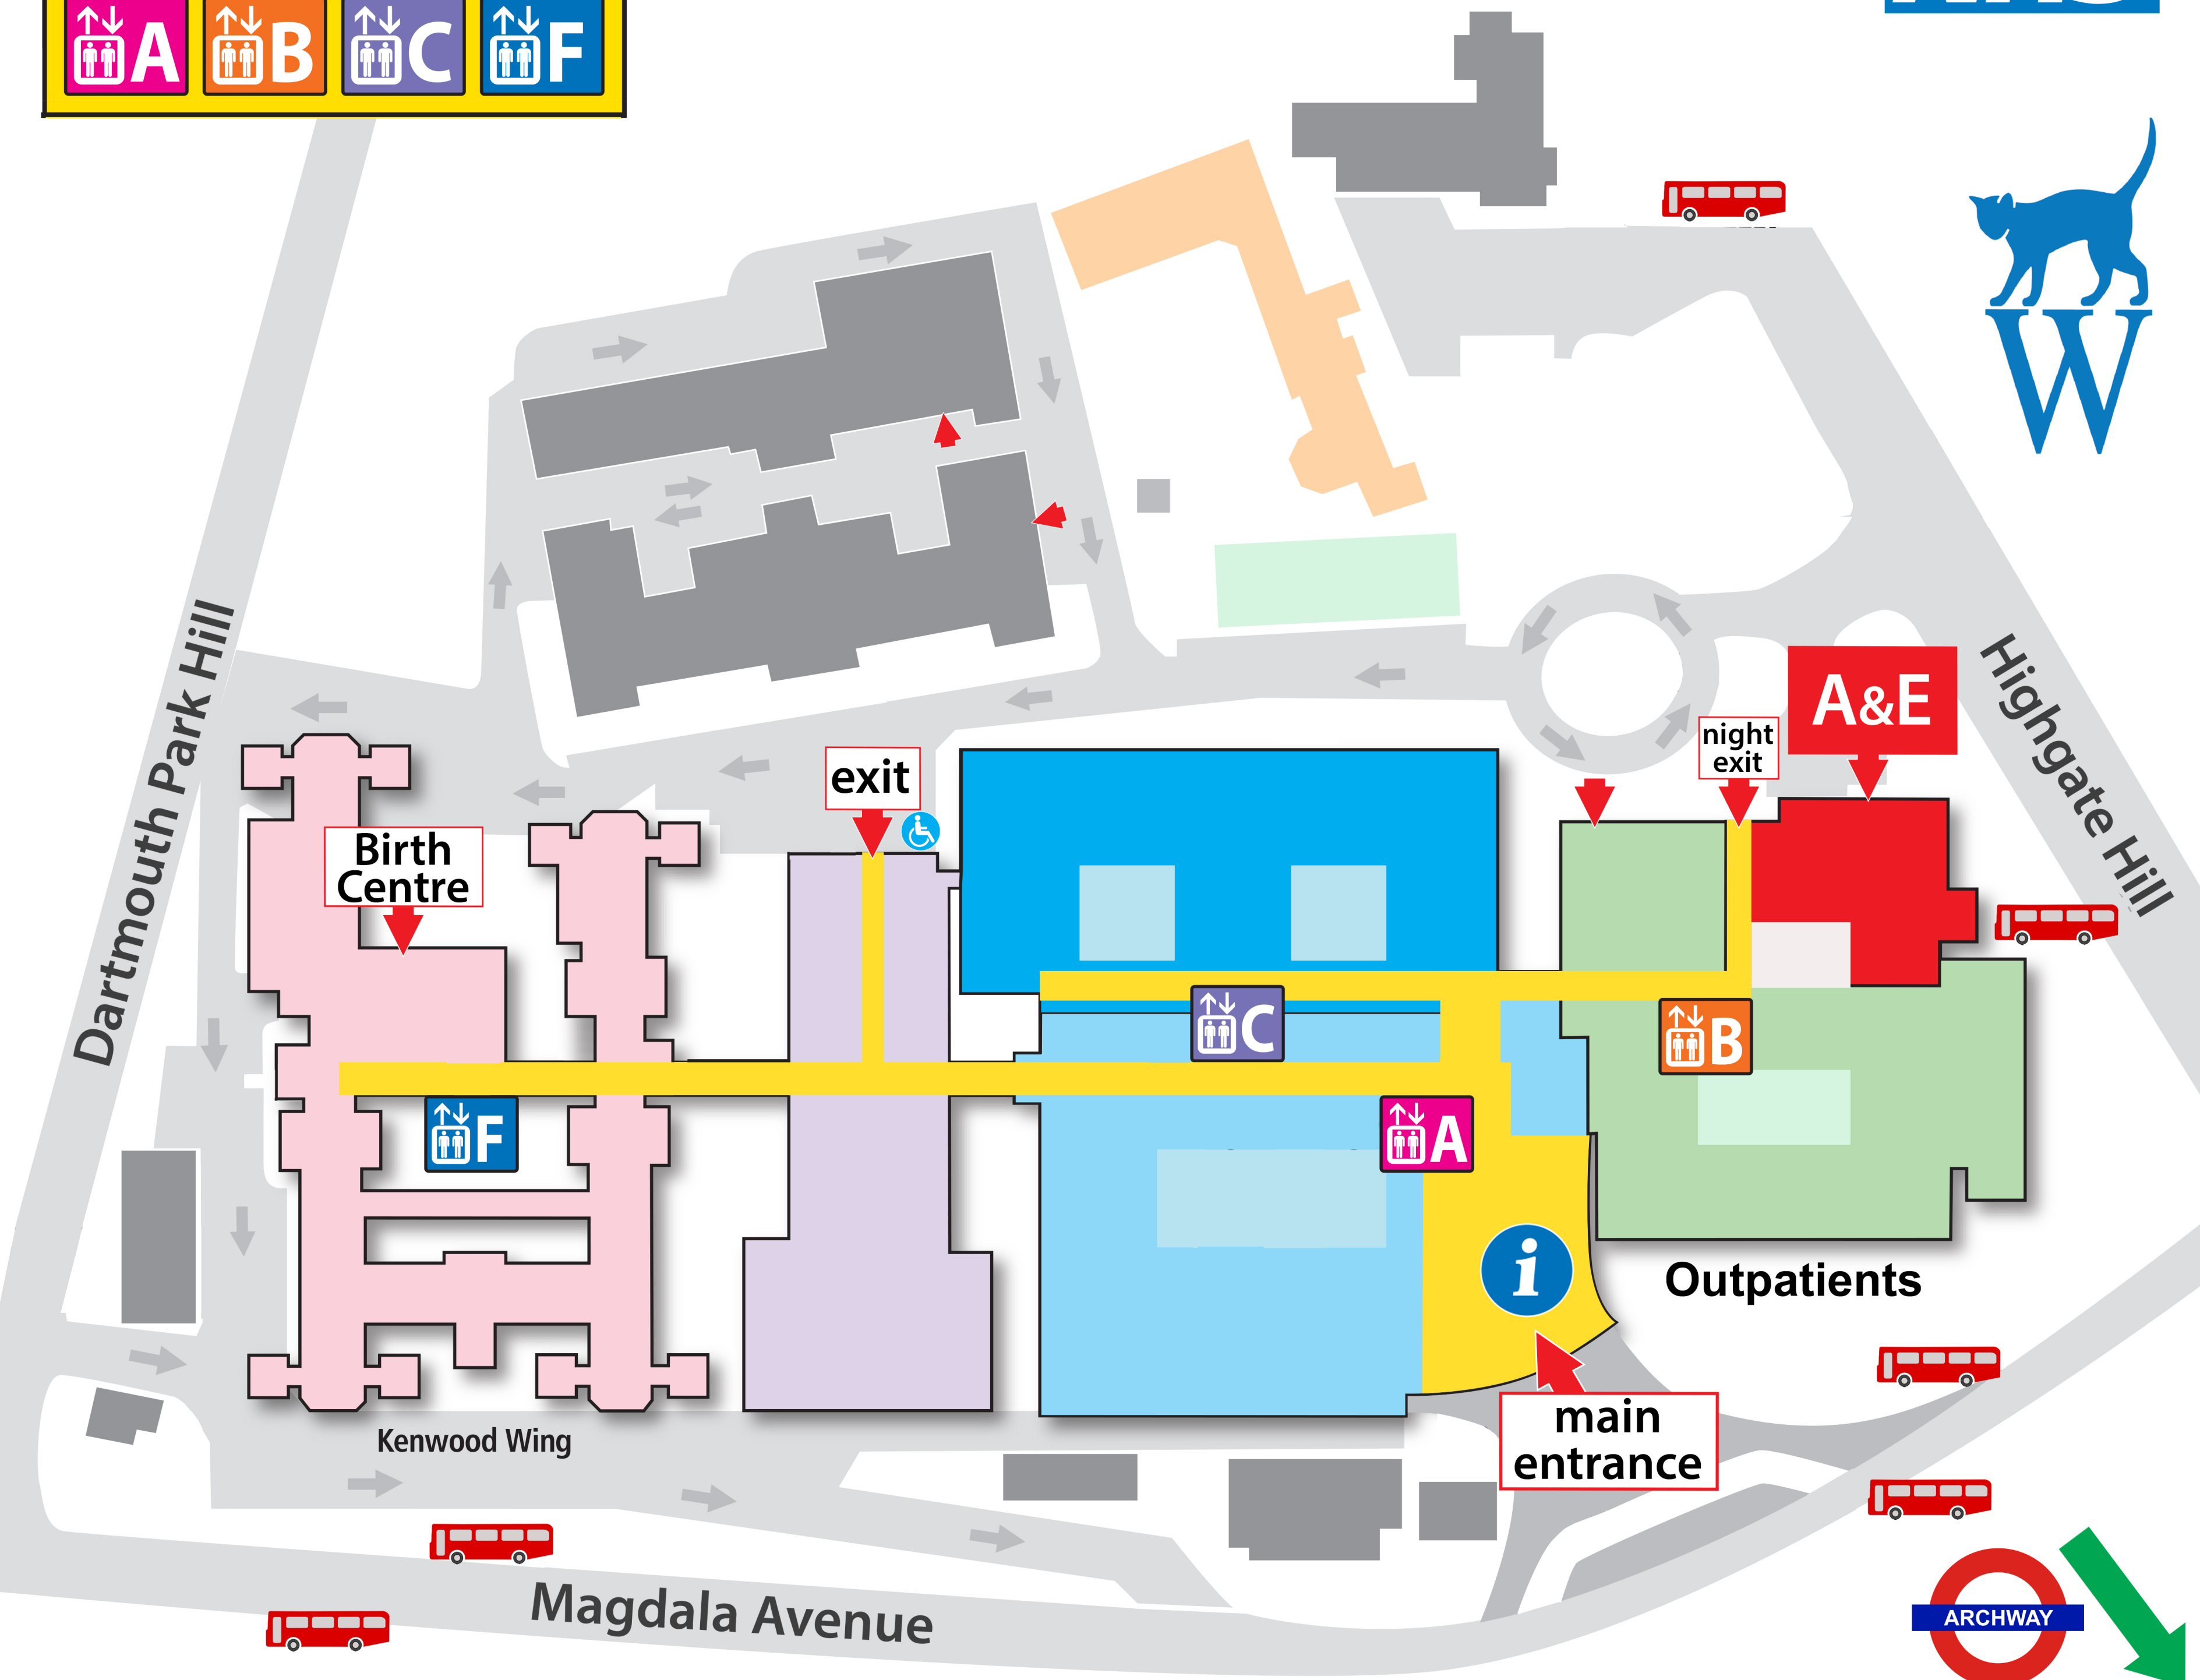 A B C F
W
Dartmouth Park Hill
Highgate Hill
A&E
night
exit
exit
Birth
Centre
C
B
F
A
i
Outpatients
main
entrance
Kenwood Wing
Magdala Avenue
ARCHWAY